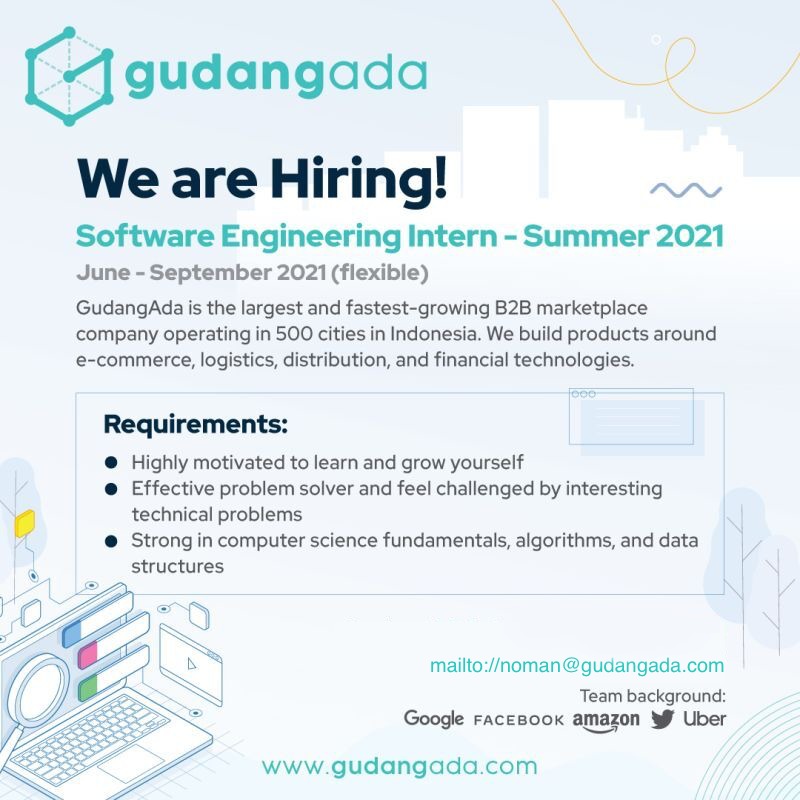 gudangada
We are Hiring!
Software Engineering Intern - Summer 2021
June - September 2021 (flexible)
GudangAda is the largest and fastest-growing B2B marketplace
company operating in 500 cities in Indonesia. We build products around
e-commerce, logistics, distribution, and financial technologies.
Requirements:
● Highly motivated to learn and grow yourself
● Effective problem solver and feel challenged by interesting
technical problems
● Strong in computer science fundamentals, algorithms, and data
structures
mailto://noman@gudangada.com
Team background:
Google FACEBOOK amazon Uber
www.gudangada.com